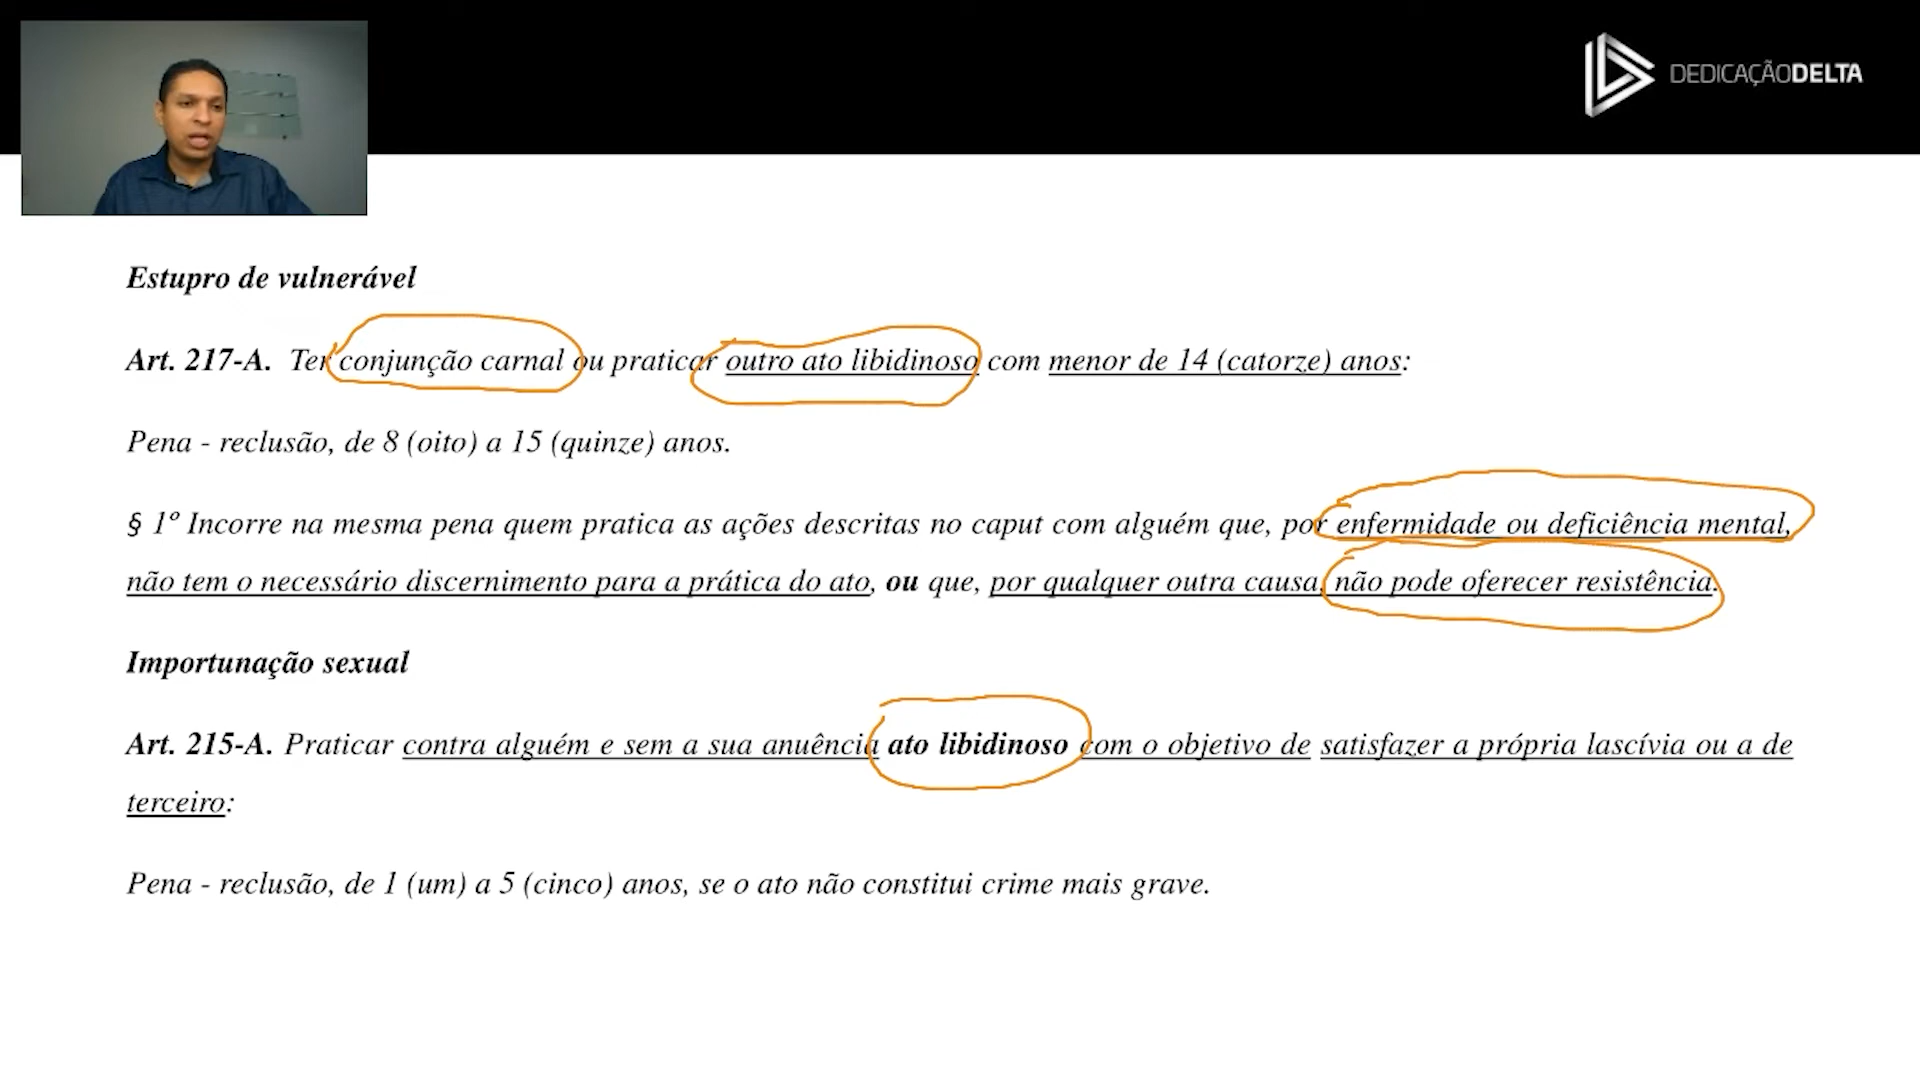 DEDICAÇÃODELTA
Estupro de vulnerável
Art. 217-A. Ter conjunção carnal ou praticar outro ato libidinoso com menor de 14 (catorze) anos:
Pena - reclusão, de 8 (oito) a 15 (quinze) anos.
§ 1º Incorre na mesma pena quem pratica as ações descritas no caput com alguém que, por enfermidade ou deficiência mental,
não tem o necessário discernimento para a prática do ato, ou que, por qualquer outra causa, não pode oferecer resistência.
Importunação sexual
Art. 215-A. Praticar contra alguém e sem a sua anuência ato libidinoso com o objetivo de satisfazer a própria lascívia ou a de
terceiro:
Pena - reclusão, de 1 (um) a 5 (cinco) anos, se o ato não constitui crime mais grave.